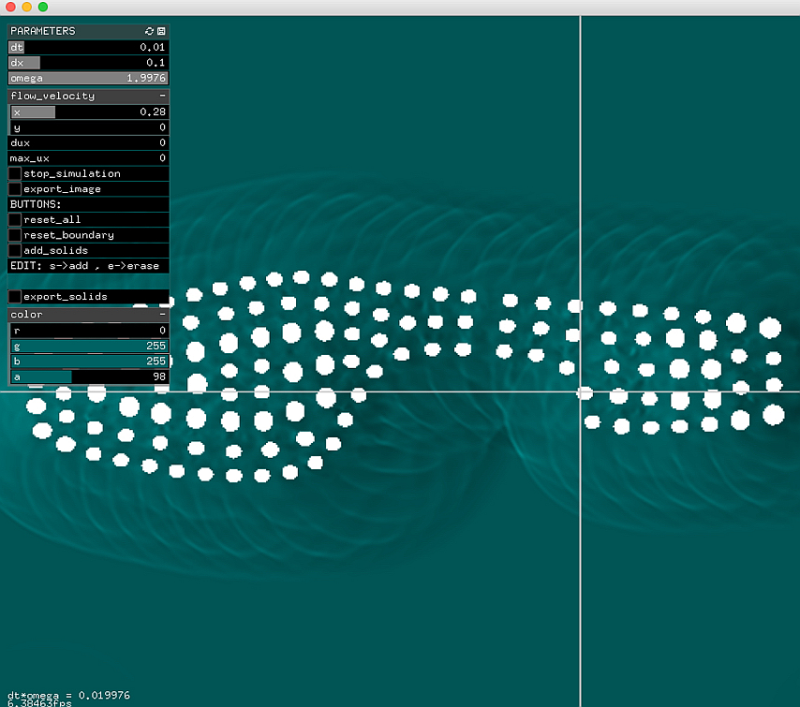 PARAMETERS
dt 0.01
dx 0.1
omega 1.9976
flow_velocity -
x 0.28
y 0
dux 0
max_ux 0
stop_simulation
export_image
BUTTONS:
reset_all
reset_boundary
add_solids
EDIT: s->add , e->erase
export_solids
color -
r 0
g 255
b 255
a 98
dt*omega = 0.019976
6.38463fps